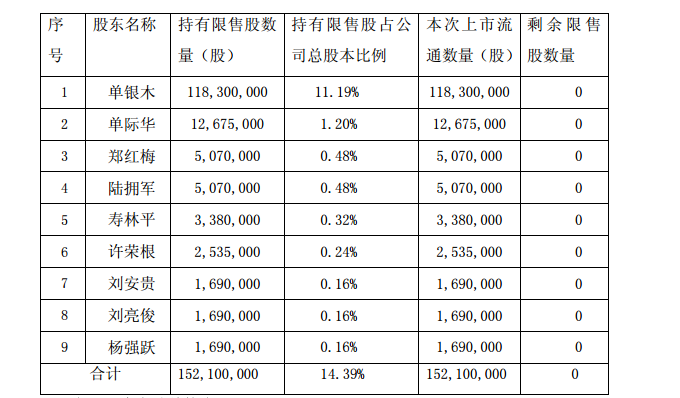 序号 股东名称 持有限售股数量（股） 持有限售股占公司总股本比例 本次上市流通数量（股） 剩余限售股数量
1 单银木 118,300,000 11.19% 118,300,000 0
2 单际华 12,675,000 1.20% 12,675,000 0
3 郑红梅 5,070,000 0.48% 5,070,000 0
4 陆拥军 5,070,000 0.48% 5,070,000 0
5 寿林平 3,380,000 0.32% 3,380,000 0
6 许荣根 2,535,000 0.24% 2,535,000 0
7 刘安贵 1,690,000 0.16% 1,690,000 0
8 刘亮俊 1,690,000 0.16% 1,690,000 0
9 杨强跃 1,690,000 0.16% 1,690,000 0
合计 152,100,000 14.39% 152,100,000 0